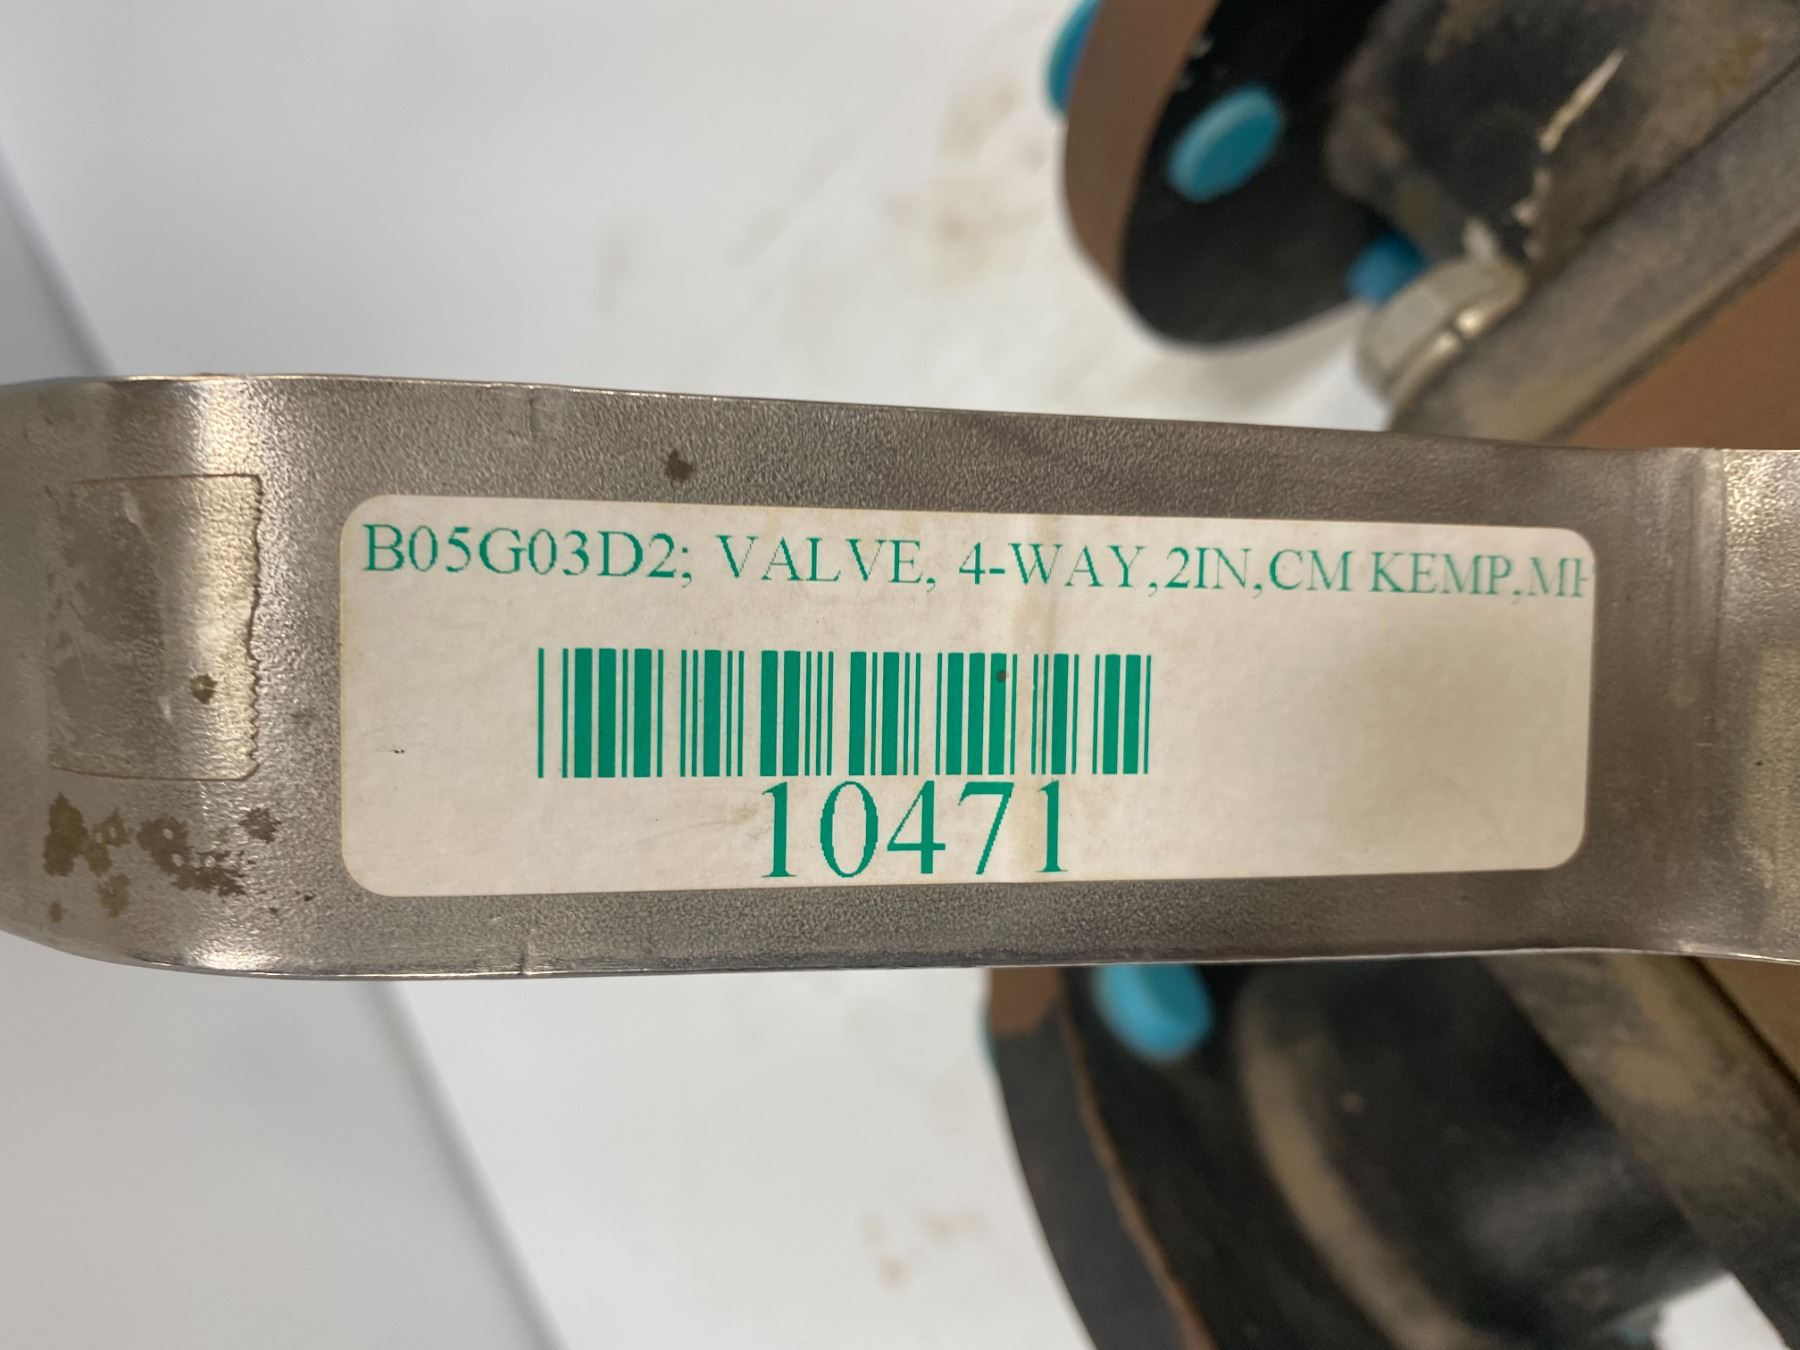 B05G03D2; VALVE, 4-WAY,2IN,CM KEMP,
10471